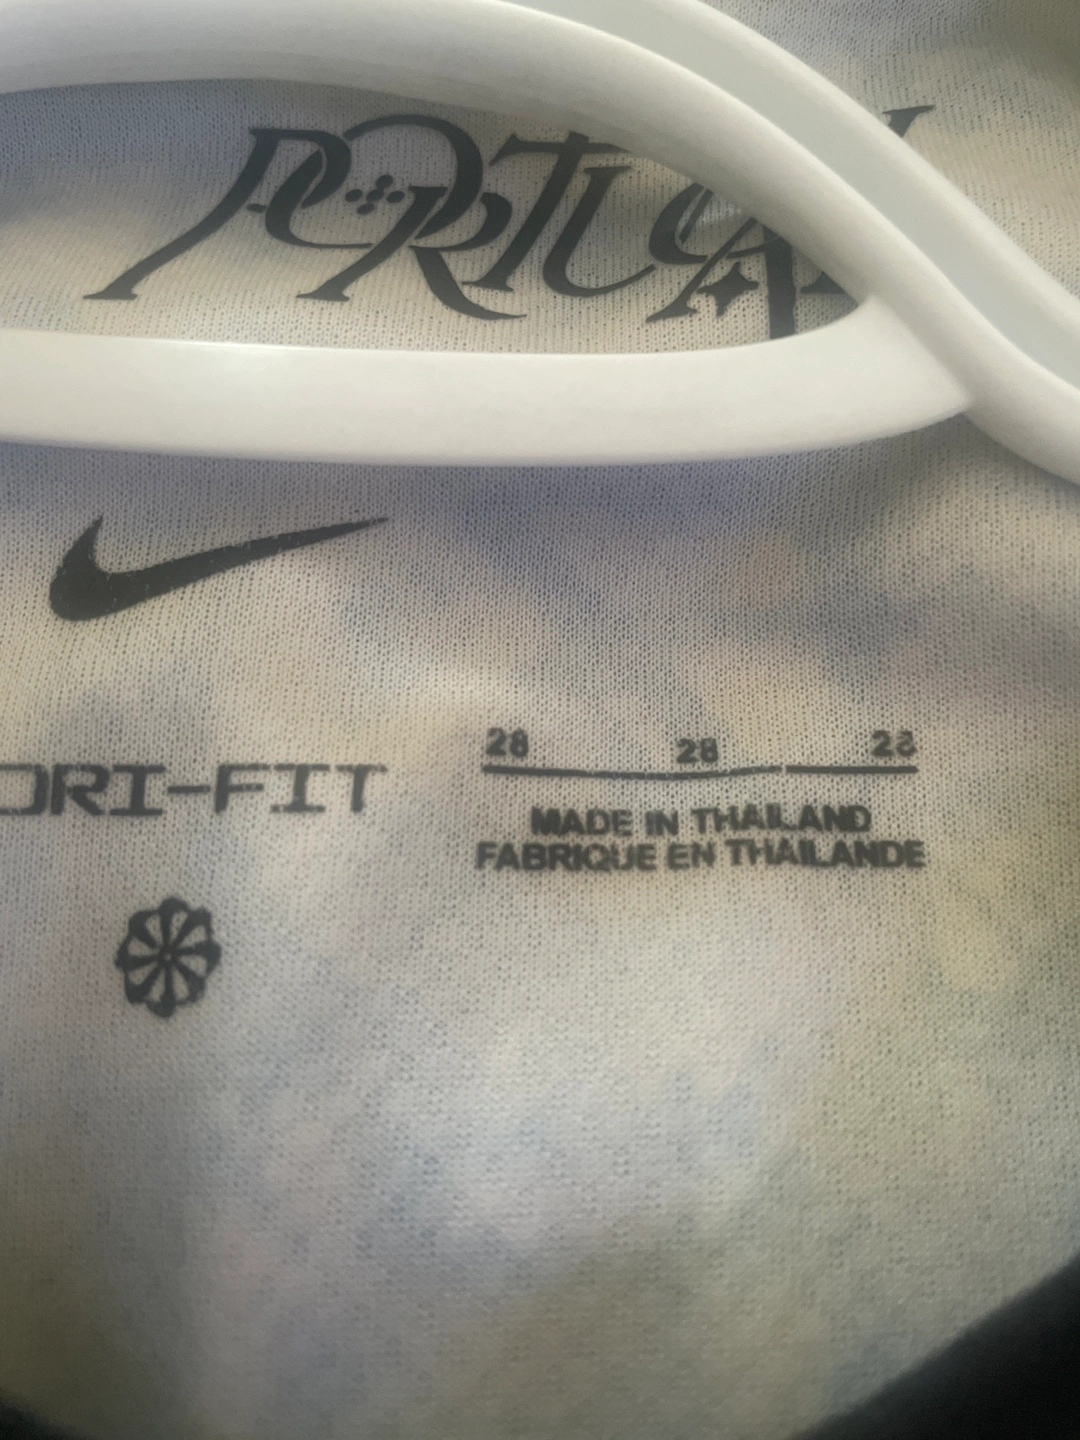 PORTUGAL
DRI-FIT
28 28 28
MADE IN THAILAND
FABRIQUE EN THAILANDE